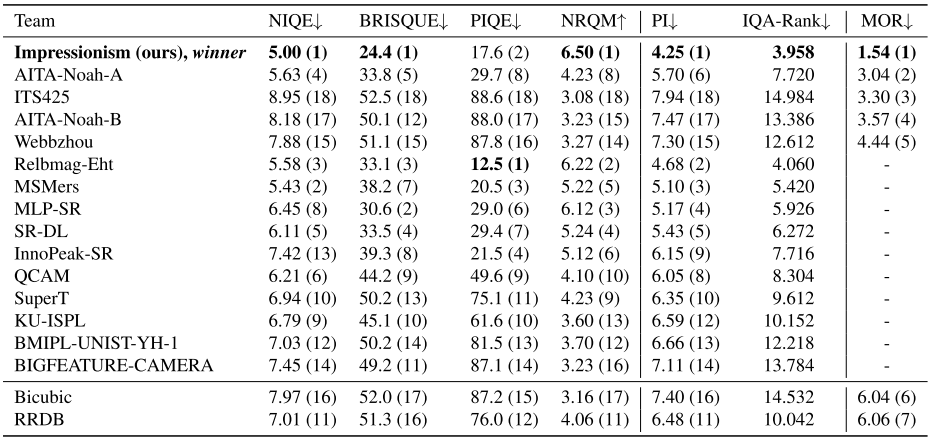 Team NIQE↓ BRISQUE↓ PIQE↓ NRQM↑ PI↓ IQA-Rank↓ MOR↓
Impressionism (ours), winner 5.00 (1) 24.4 (1) 17.6 (2) 6.50 (1) 4.25 (1) 3.958 1.54 (1)
AITA-Noah-A 5.63 (4) 33.8 (5) 29.7 (8) 4.23 (8) 5.70 (6) 7.720 3.04 (2)
ITS425 8.95 (18) 52.5 (18) 88.6 (18) 3.08 (18) 7.94 (18) 14.984 3.30 (3)
AITA-Noah-B 8.18 (17) 50.1 (12) 88.0 (17) 3.23 (15) 7.47 (17) 13.386 3.57 (4)
Webbzhou 7.88 (15) 51.1 (15) 87.8 (16) 3.27 (14) 7.30 (15) 12.612 4.44 (5)
Relbmag-Eht 5.58 (3) 33.1 (3) 12.5 (1) 6.22 (2) 4.68 (2) 4.060 -
MSMers 5.43 (2) 38.2 (7) 20.5 (3) 5.22 (5) 5.10 (3) 5.420 -
MLP-SR 6.45 (8) 30.6 (2) 29.0 (6) 6.12 (3) 5.17 (4) 5.926 -
SR-DL 6.11 (5) 33.5 (4) 29.4 (7) 5.24 (4) 5.43 (5) 6.272 -
InnoPeak-SR 7.42 (13) 39.3 (8) 21.5 (4) 5.12 (6) 6.15 (9) 7.716 -
QCAM 6.21 (6) 44.2 (9) 49.6 (9) 4.10 (10) 6.05 (8) 8.304 -
SuperT 6.94 (10) 50.2 (13) 75.1 (11) 4.23 (9) 6.35 (10) 9.612 -
KU-ISPL 6.79 (9) 45.1 (10) 61.6 (10) 3.60 (13) 6.59 (12) 10.152 -
BMIPL-UNIST-YH-1 7.03 (12) 50.2 (14) 81.5 (13) 3.70 (12) 6.66 (13) 12.218 -
BIGFEATURE-CAMERA 7.45 (14) 49.2 (11) 87.1 (14) 3.23 (16) 7.11 (14) 13.784 -
Bicubic 7.97 (16) 52.0 (17) 87.2 (15) 3.16 (17) 7.40 (16) 14.532 6.04 (6)
RRDB 7.01 (11) 51.3 (16) 76.0 (12) 4.06 (11) 6.48 (11) 10.042 6.06 (7)